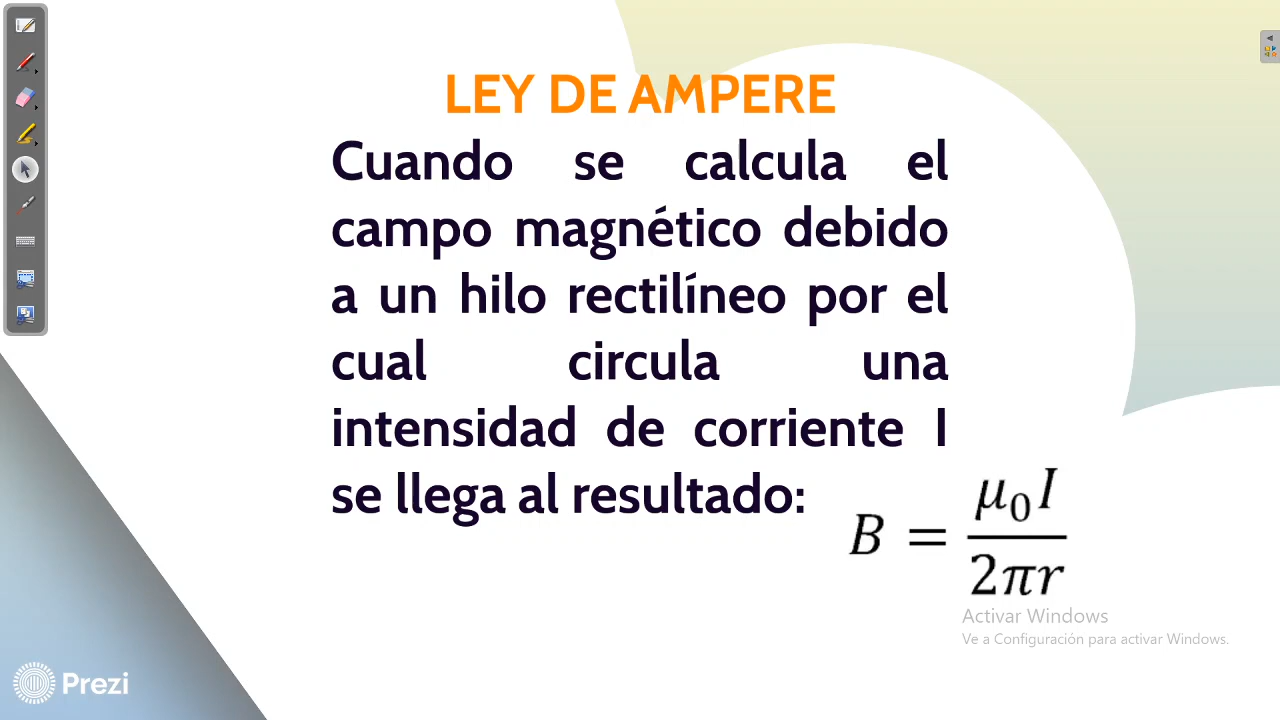 LEY DE AMPERE
Cuando se calcula el
campo magnético debido
a un hilo rectilíneo por el
cual circula una
intensidad de corriente I
se llega al resultado:
B = μ₀I / 2πr
Activar Windows
Ve a Configuración para activar Windows.
Prezi